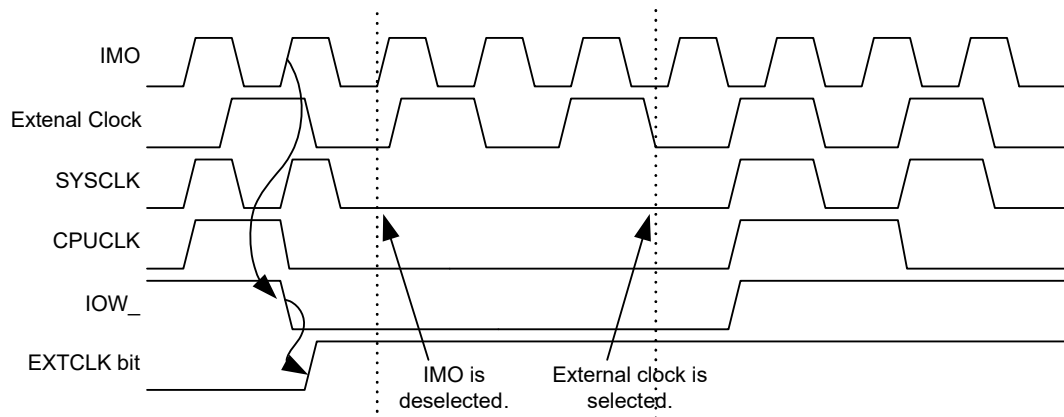 IMO
Extenal Clock
SYSCLK
CPUCLK
IOW_
EXTCLK bit
IMO is
deselected.
External clock is
selected.